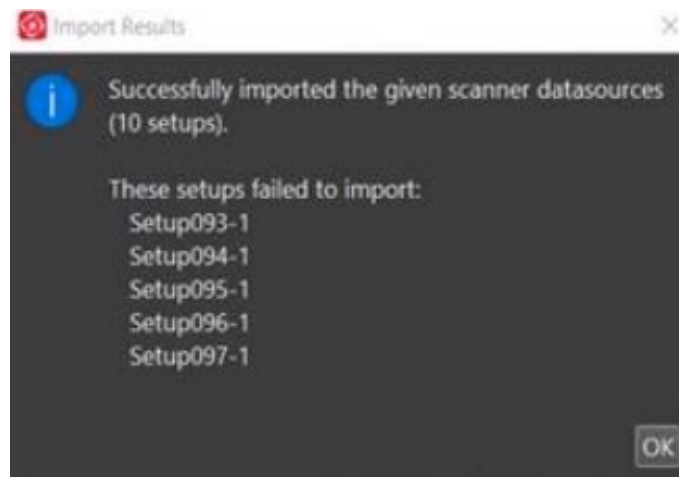 Import Results
Successfully imported the given scanner datasources
(10 setups).
These setups failed to import:
Setup093-1
Setup094-1
Setup095-1
Setup096-1
Setup097-1
OK